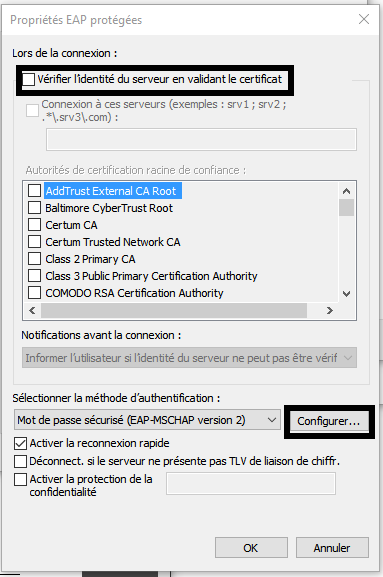 Propriétés EAP protégées
Lors de la connexion :
Vérifier l'identité du serveur en validant le certificat
Connexion à ces serveurs (exemples : srv1 ; srv2 ;
.*\.srv3\.com) :
Autorités de certification racine de confiance :
AddTrust External CA Root
Baltimore CyberTrust Root
Certum CA
Certum Trusted Network CA
Class 2 Primary CA
Class 3 Public Primary Certification Authority
COMODO RSA Certification Authority
Notifications avant la connexion :
Informer l'utilisateur si l'identité du serveur ne peut pas être vérif
Sélectionner la méthode d'authentification :
Mot de passe sécurisé (EAP-MSCHAP version 2)
Configurer...
Activer la reconnexion rapide
Déconnect. si le serveur ne présente pas TLV de liaison de chiffr.
Activer la protection de la
confidentialité
OK
Annuler